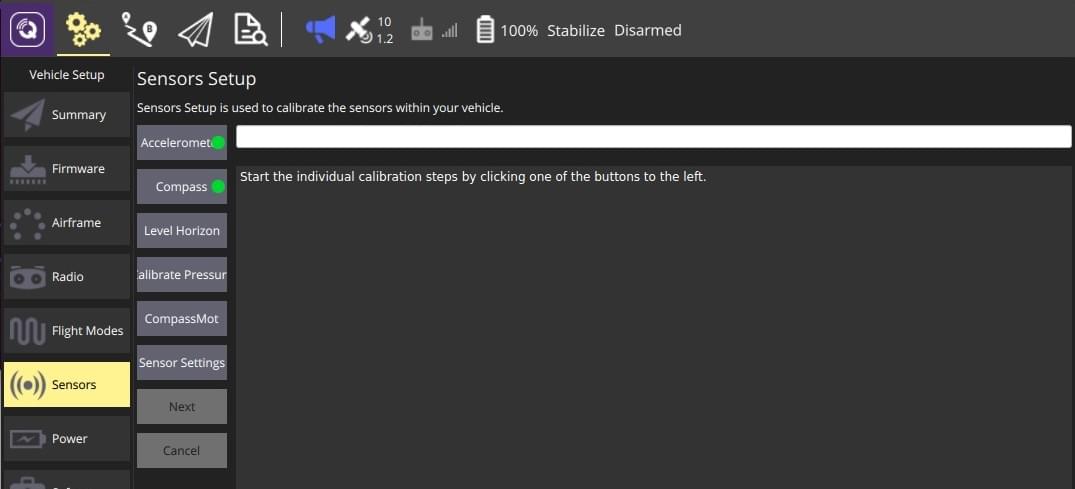 10
1.2
100% Stabilize Disarmed
Vehicle Setup
Summary
Firmware
Airframe
Radio
Flight Modes
Sensors
Power
Sensors Setup
Sensors Setup is used to calibrate the sensors within your vehicle.
Acceleromet
Compass
Level Horizon
alibrate Pressur
CompassMot
Sensor Settings
Next
Cancel
Start the individual calibration steps by clicking one of the buttons to the left.